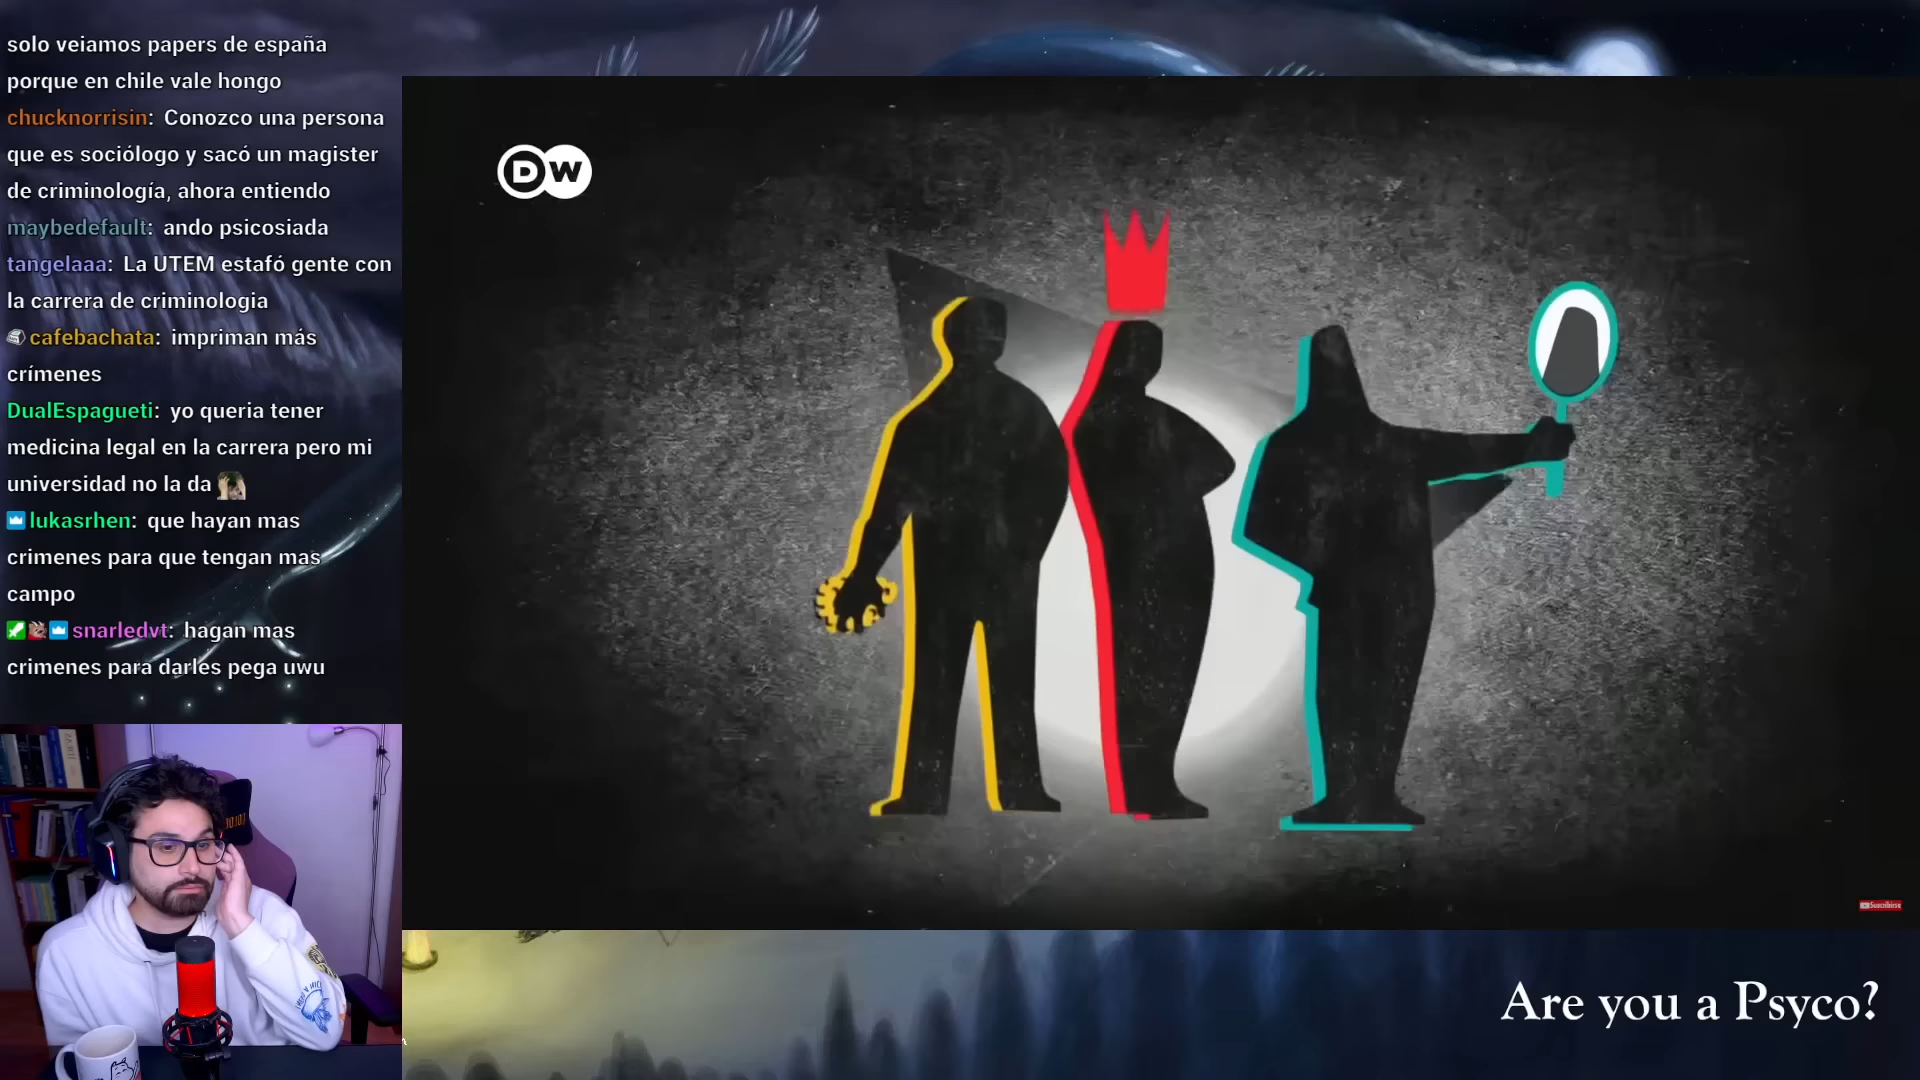 solo veiamos papers de españa
porque en chile vale hongo
chucknorrisin: Conozco una persona
que es sociólogo y sacó un magister
de criminología, ahora entiendo
maybedefault: ando psicosiada
tangelaaa: La UTEM estafó gente con
la carrera de criminologia
cafebachata: impriman más
crímenes
DualEspagueti: yo queria tener
medicina legal en la carrera pero mi
universidad no la da
lukasrhen: que hayan mas
crimenes para que tengan mas
campo
snarledvt: hagan mas
crimenes para darles pega uwu
DW
Suscribirse
Are you a Psyco?